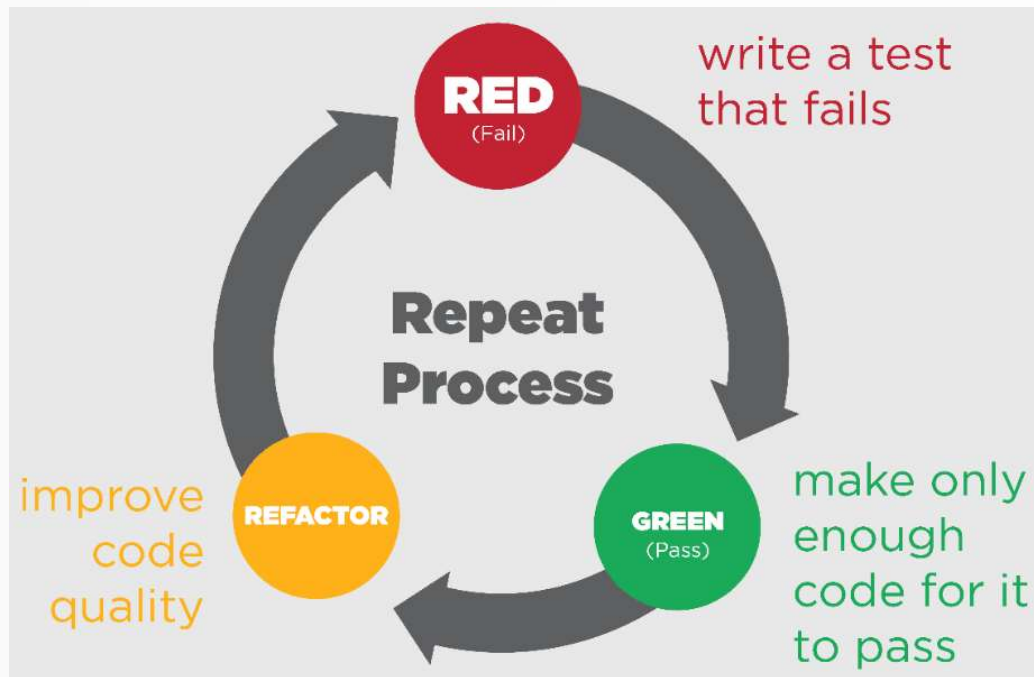 RED
(Fail)
write a test
that fails
Repeat
Process
REFACTOR
improve
code
quality
GREEN
(Pass)
make only
enough
code for it
to pass